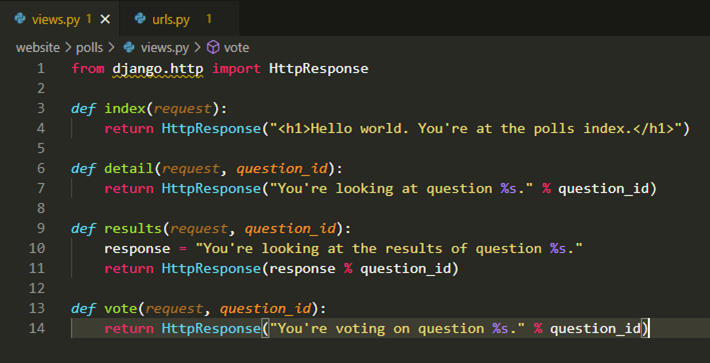 views.py 1 × urls.py 1
website > polls > views.py > vote
1 from django.http import HttpResponse
2
3 def index(request):
4     return HttpResponse("<h1>Hello world. You're at the polls index.</h1>")
5
6 def detail(request, question_id):
7     return HttpResponse("You're looking at question %s." % question_id)
8
9 def results(request, question_id):
10     response = "You're looking at the results of question %s."
11     return HttpResponse(response % question_id)
12
13 def vote(request, question_id):
14     return HttpResponse("You're voting on question %s." % question_id)